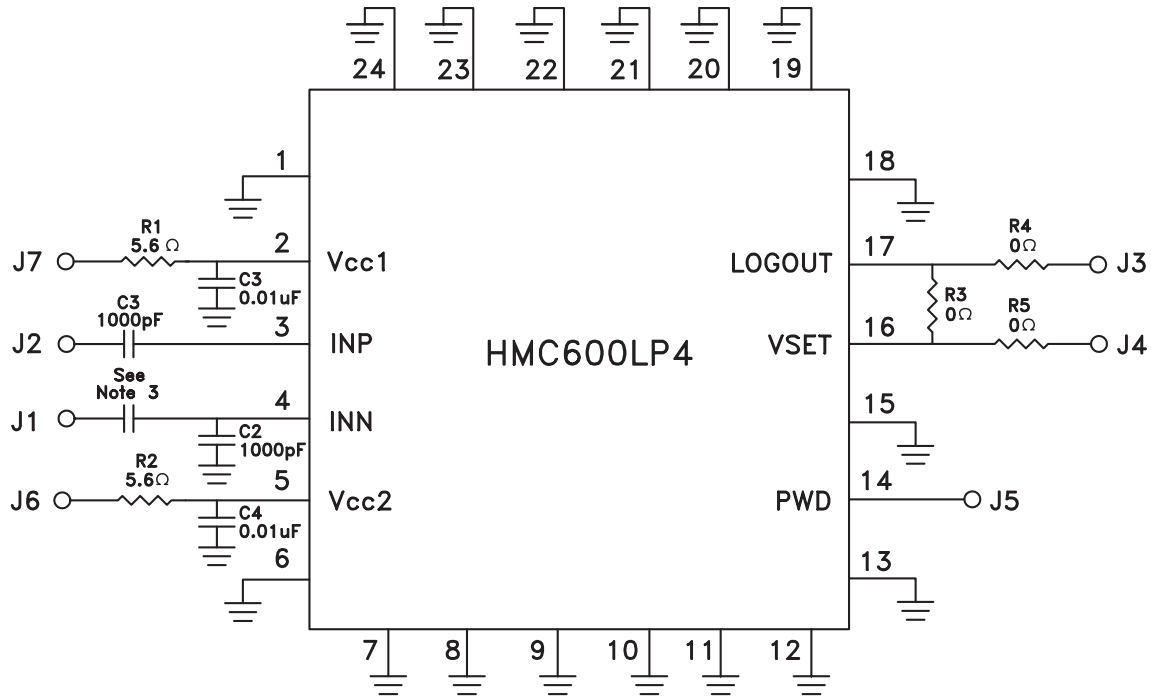 24
23
22
21
20
19
1
18
R1
5.6 Ω
J7
2
Vcc1
C3
0.01uF
LOGOUT
17
R4
0Ω
J3
C3
1000pF
J2
3
INP
HMC600LP4
R3
0Ω
VSET
16
R5
0Ω
J4
See
Note 3
J1
4
INN
C2
1000pF
15
R2
5.6Ω
J6
5
Vcc2
C4
0.01uF
PWD
14
J5
6
13
7
8
9
10
11
12